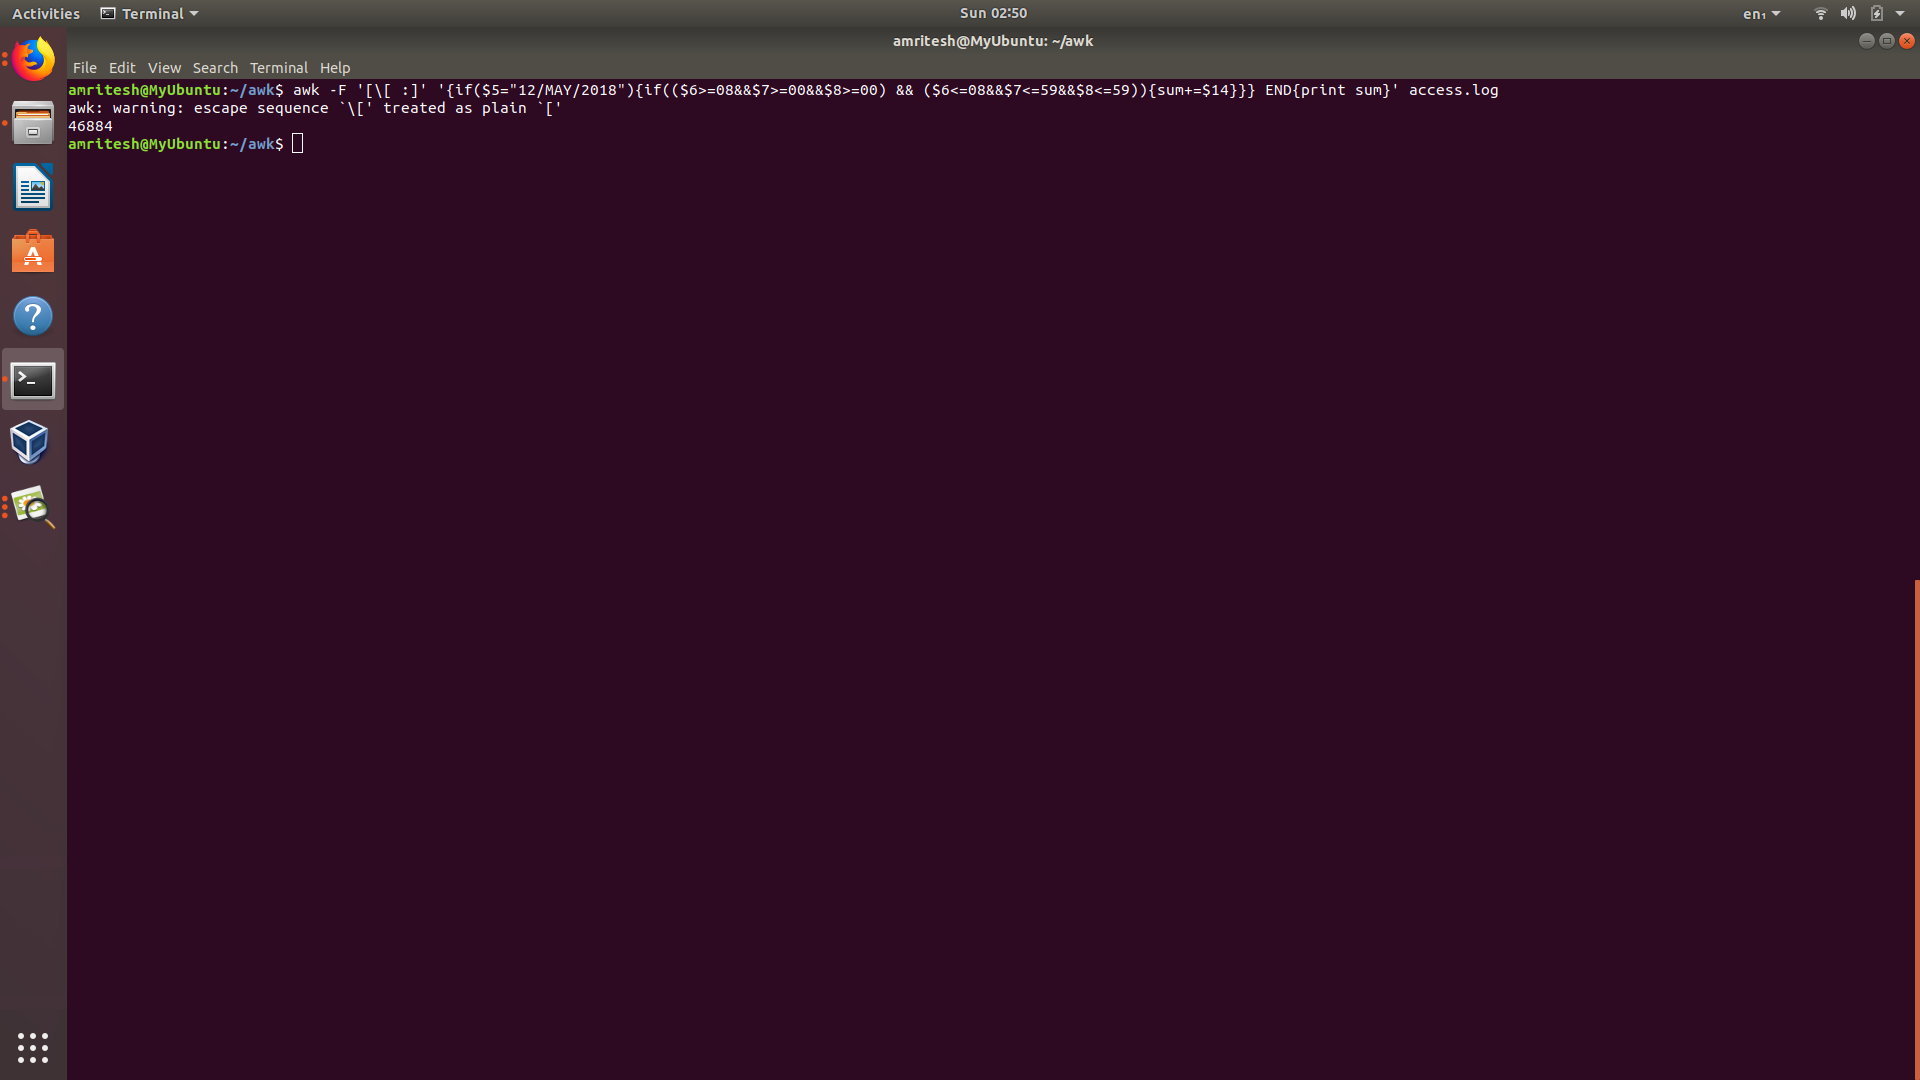 Activities Terminal Sun 02:50 en₁
amritesh@MyUbuntu: ~/awk
File Edit View Search Terminal Help
amritesh@MyUbuntu:~/awk$ awk -F '[\[ :]' '{if($5="12/MAY/2018"){if(($6>=08&&$7>=00&&$8>=00) && ($6<=08&&$7<=59&&$8<=59)){sum+=$14}}} END{print sum}' access.log
awk: warning: escape sequence `\[' treated as plain `['
46884
amritesh@MyUbuntu:~/awk$